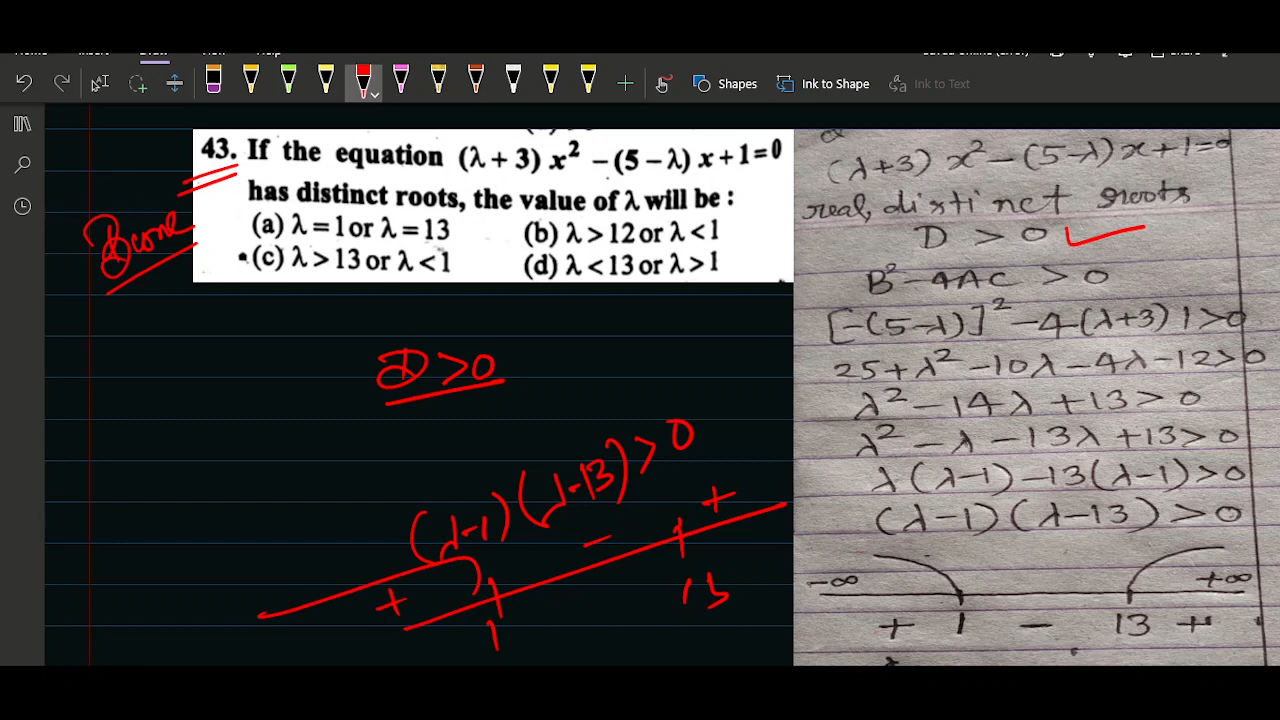 Shapes
Ink to Shape
Ink to Text
43. If the equation (λ + 3) x² − (5 − λ) x + 1 = 0
has distinct roots, the value of λ will be :
(a) λ = 1 or λ = 13
(b) λ > 12 or λ < 1
(c) λ > 13 or λ < 1
(d) λ < 13 or λ > 1
D > 0
(λ-1) (λ-13) > 0
+ − +
1 13
(λ+3) x² − (5−λ) x + 1 = 0
real, distinct roots
D > 0
B² − 4AC > 0
[−(5−λ)]² − 4(λ+3) 1 > 0
25 + λ² − 10λ − 4λ − 12 > 0
λ² − 14λ + 13 > 0
λ² − λ − 13λ + 13 > 0
λ(λ−1) − 13(λ−1) > 0
(λ−1) (λ−13) > 0
−∞ +∞
+ 1 − 13 +